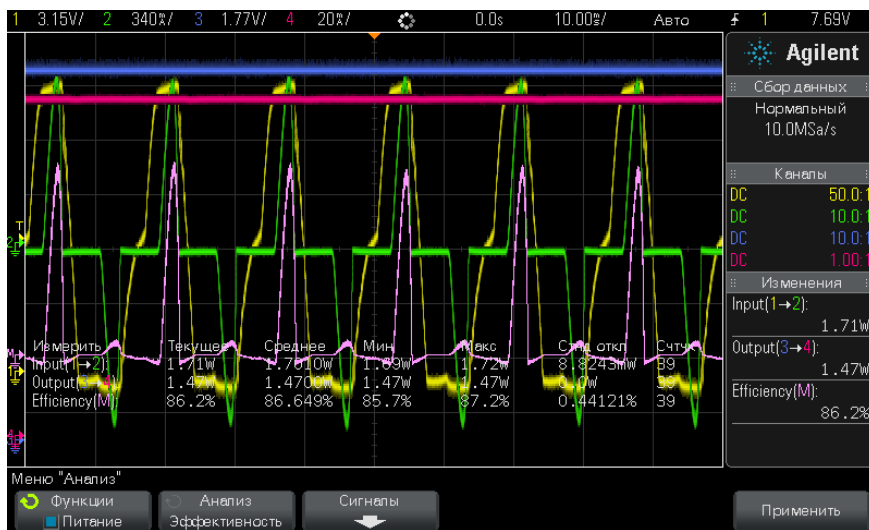 1 3.15V/ 2 340%/ 3 1.77V/ 4 20%/ 0.0s 10.00%/ Авто 1 7.69V
Agilent
Сбор данных
Нормальный
10.0MSa/s
Каналы
DC 50.0:1
DC 10.0:1
DC 10.0:1
DC 1.00:1
Изменения
Input(1→2):
1.71W
Output(3→4):
1.47W
Efficiency(M):
86.2%
Измерить Текущее Среднее Мин Макс Стд откл Счтчк
Input(1→2): 1.71W 1.7010W 1.69W 1.72W 8.8243mW 39
Output(3→4): 1.47W 1.4700W 1.47W 1.47W 0.0W 39
Efficiency(M): 86.2% 86.649% 85.7% 87.2% 0.44121% 39
Меню "Анализ"
Функции
Питание
Анализ
Эффективность
Сигналы
Применить